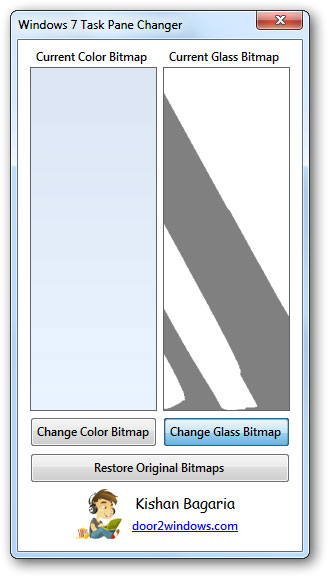 Windows 7 Task Pane Changer
Current Color Bitmap
Current Glass Bitmap
Change Color Bitmap
Change Glass Bitmap
Restore Original Bitmaps
Kishan Bagaria
door2windows.com